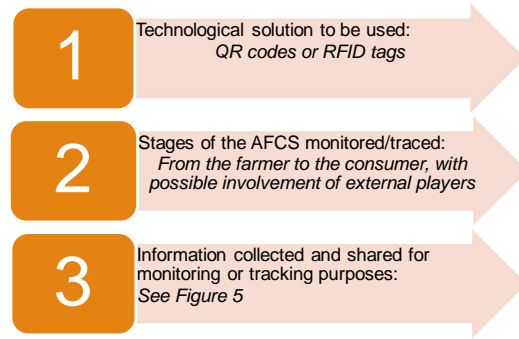 1
Technological solution to be used:
QR codes or RFID tags
2
Stages of the AFCS monitored/traced:
From the farmer to the consumer, with
possible involvement of external players
3
Information collected and shared for
monitoring or tracking purposes:
See Figure 5